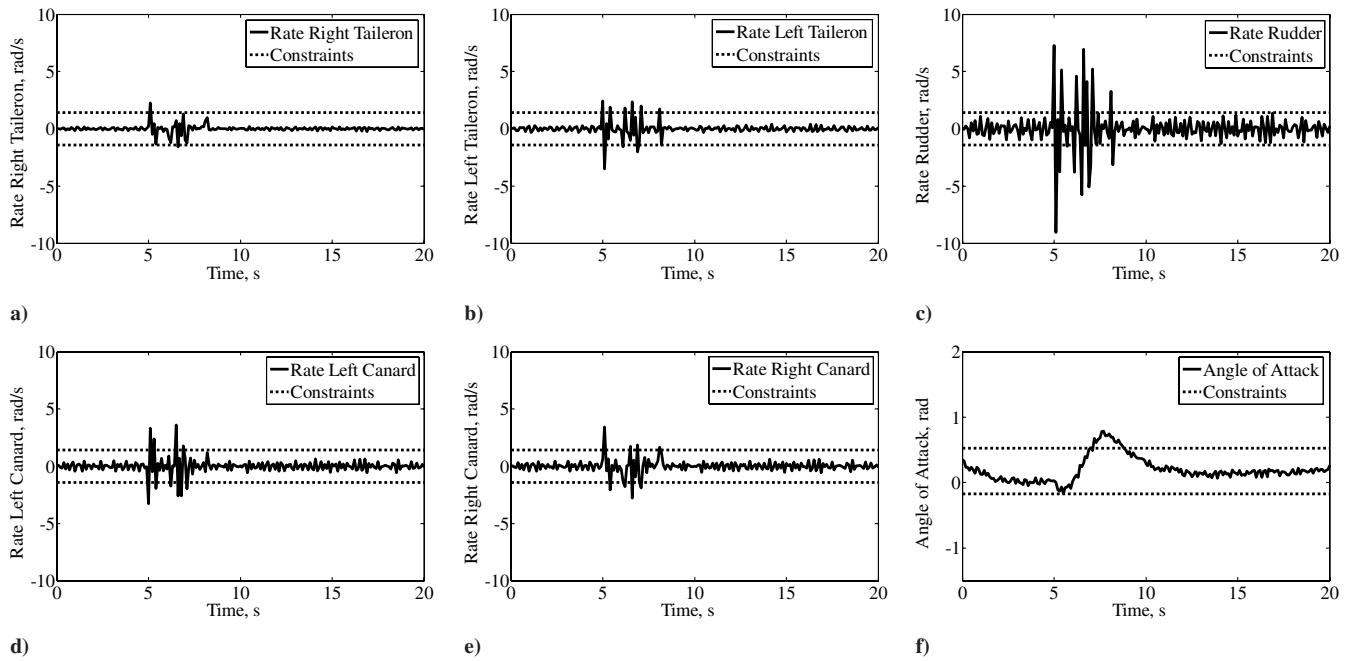 Rate Right Taileron, rad/s
10
5
0
-5
-10
Rate Right Taileron
Constraints
0
5
10
15
20
Time, s
a)
Rate Left Taileron, rad/s
10
5
0
-5
-10
Rate Left Taileron
Constraints
0
5
10
15
20
Time, s
b)
Rate Rudder, rad/s
10
5
0
-5
-10
Rate Rudder
Constraints
0
5
10
15
20
Time, s
c)
Rate Left Canard, rad/s
10
5
0
-5
-10
Rate Left Canard
Constraints
0
5
10
15
20
Time, s
d)
Rate Right Canard, rad/s
10
5
0
-5
-10
Rate Right Canard
Constraints
0
5
10
15
20
Time, s
e)
Angle of Attack, rad
2
1
0
-1
Angle of Attack
Constraints
0
5
10
15
20
Time, s
f)